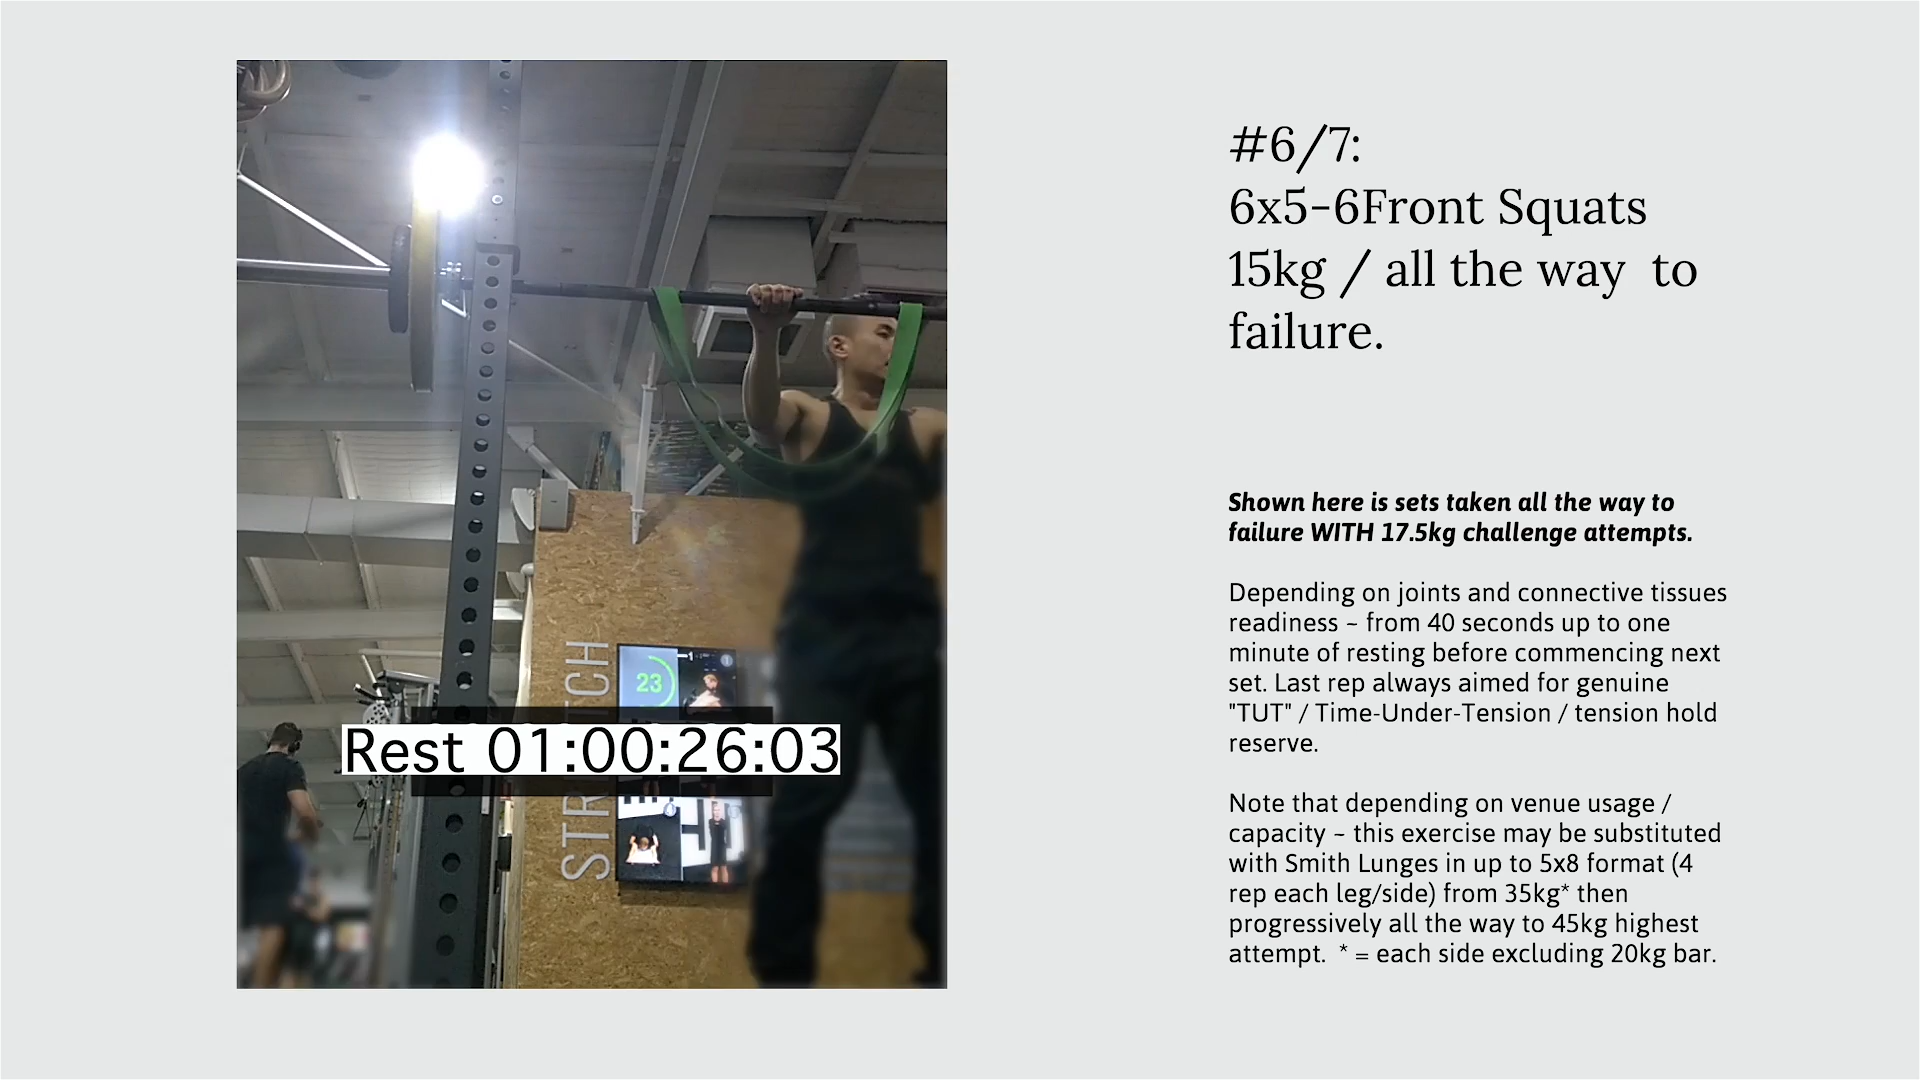 #6/7:
6x5-6Front Squats
15kg / all the way  to
failure.
Shown here is sets taken all the way to
failure WITH 17.5kg challenge attempts.
Depending on joints and connective tissues
readiness ~ from 40 seconds up to one
minute of resting before commencing next
set. Last rep always aimed for genuine
"TUT" / Time-Under-Tension / tension hold
reserve.
Note that depending on venue usage /
capacity ~ this exercise may be substituted
with Smith Lunges in up to 5x8 format (4
rep each leg/side) from 35kg* then
progressively all the way to 45kg highest
attempt.  * = each side excluding 20kg bar.
23
Rest 01:00:26:03